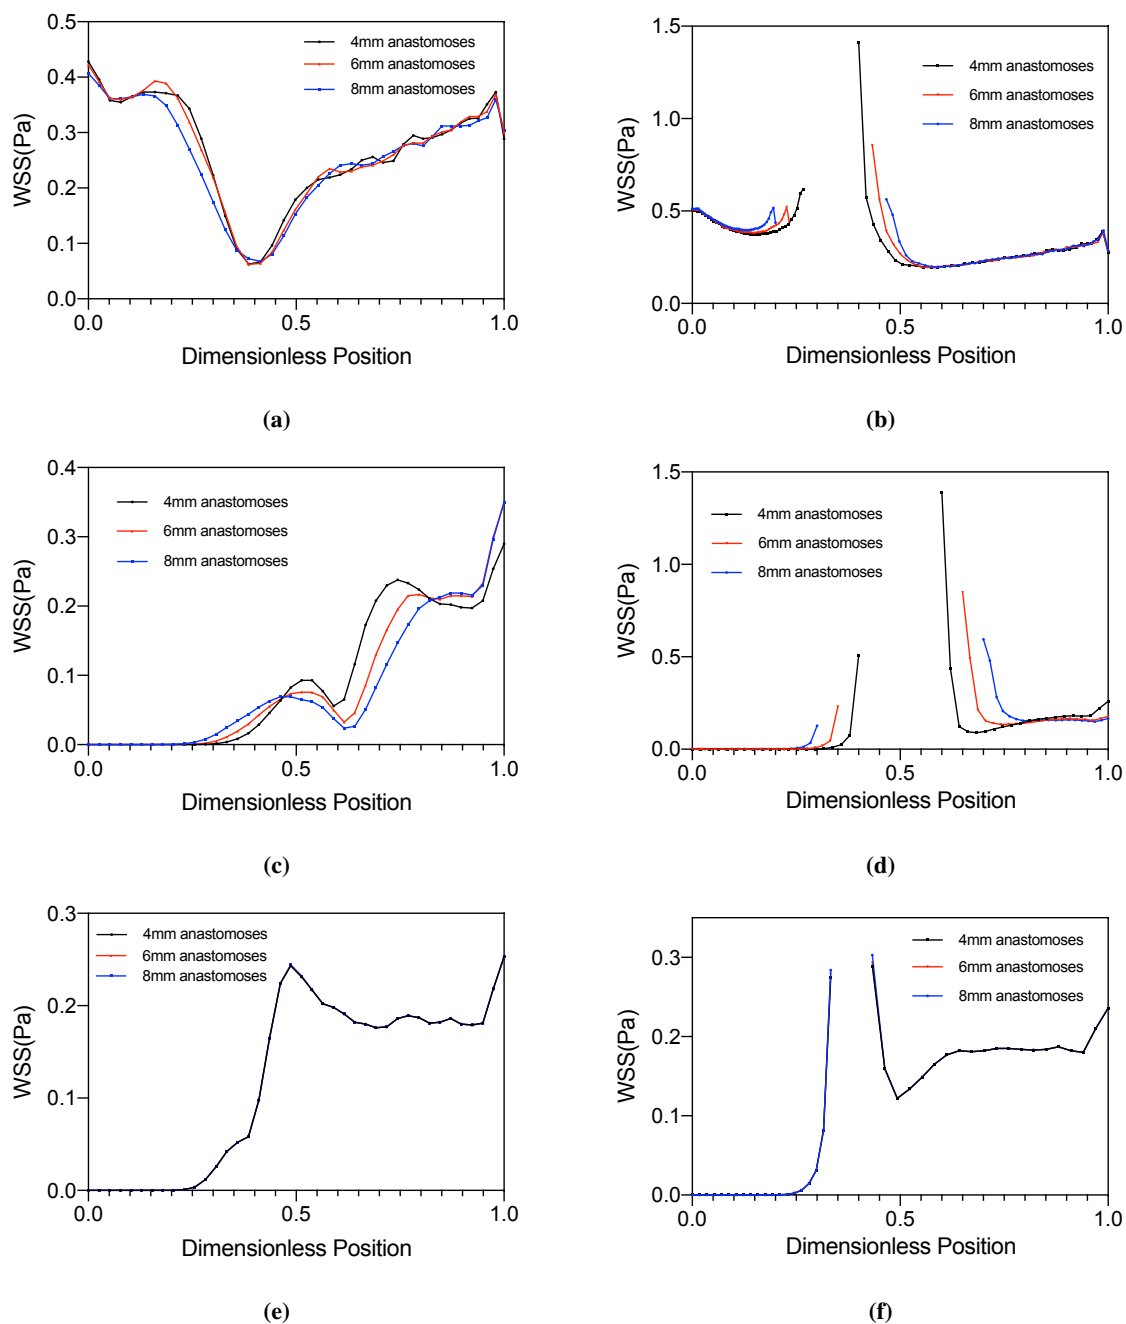 0.5
0.4
0.3
0.2
0.1
0.0
WSS(Pa)
4mm anastomoses
6mm anastomoses
8mm anastomoses
0.0 0.5 1.0
Dimensionless Position
(a)
1.5
1.0
0.5
0.0
WSS(Pa)
4mm anastomoses
6mm anastomoses
8mm anastomoses
0.0 0.5 1.0
Dimensionless Position
(b)
0.4
0.3
0.2
0.1
0.0
WSS(Pa)
4mm anastomoses
6mm anastomoses
8mm anastomoses
0.0 0.5 1.0
Dimensionless Position
(c)
1.5
1.0
0.5
0.0
WSS(Pa)
4mm anastomoses
6mm anastomoses
8mm anastomoses
0.0 0.5 1.0
Dimensionless Position
(d)
0.3
0.2
0.1
0.0
WSS(Pa)
4mm anastomoses
6mm anastomoses
8mm anastomoses
0.0 0.5 1.0
Dimensionless Position
(e)
0.3
0.2
0.1
0.0
WSS(Pa)
4mm anastomoses
6mm anastomoses
8mm anastomoses
0.0 0.5 1.0
Dimensionless Position
(f)